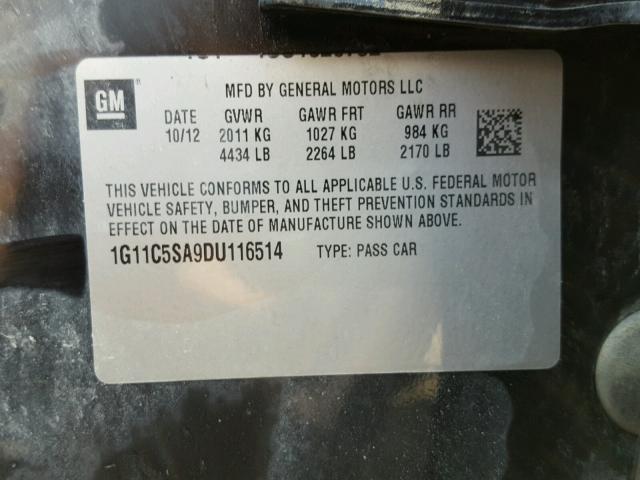 GM
MFD BY GENERAL MOTORS LLC
DATE GVWR GAWR FRT GAWR RR
10/12 2011 KG 1027 KG 984 KG
4434 LB 2264 LB 2170 LB
THIS VEHICLE CONFORMS TO ALL APPLICABLE U.S. FEDERAL MOTOR
VEHICLE SAFETY, BUMPER, AND THEFT PREVENTION STANDARDS IN
EFFECT ON THE DATE OF MANUFACTURE SHOWN ABOVE.
1G11C5SA9DU116514 TYPE: PASS CAR